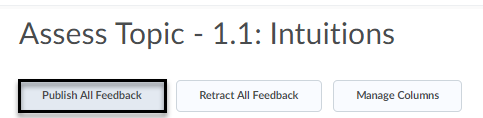 Assess Topic - 1.1: Intuitions
Publish All Feedback Retract All Feedback Manage Columns